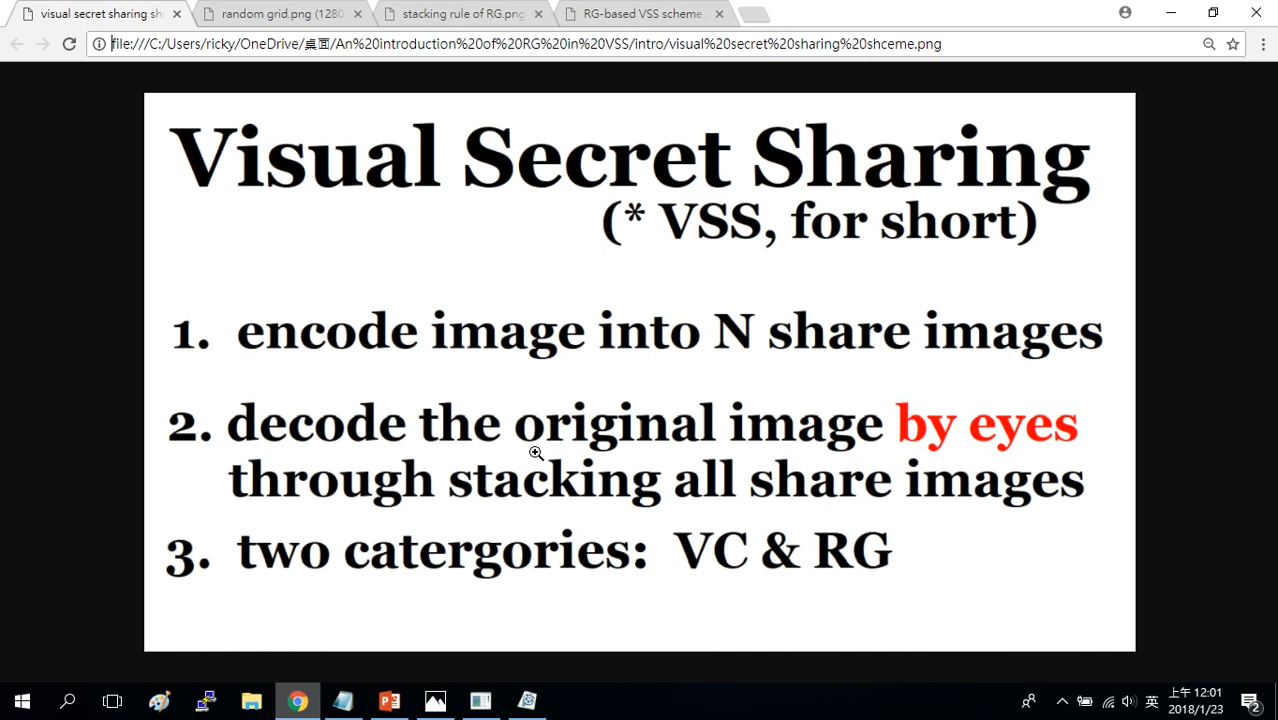 visual secret sharing sh
random grid.png (1280
stacking rule of RG.png
RG-based VSS scheme.
file:///C:/Users/ricky/OneDrive/桌面/An%20introduction%20of%20RG%20in%20VSS/intro/visual%20secret%20sharing%20shceme.png
Visual Secret Sharing
(* VSS, for short)
1. encode image into N share images
2. decode the original image by eyes
through stacking all share images
3. two catergories: VC & RG
英
上午 12:01
2018/1/23
2